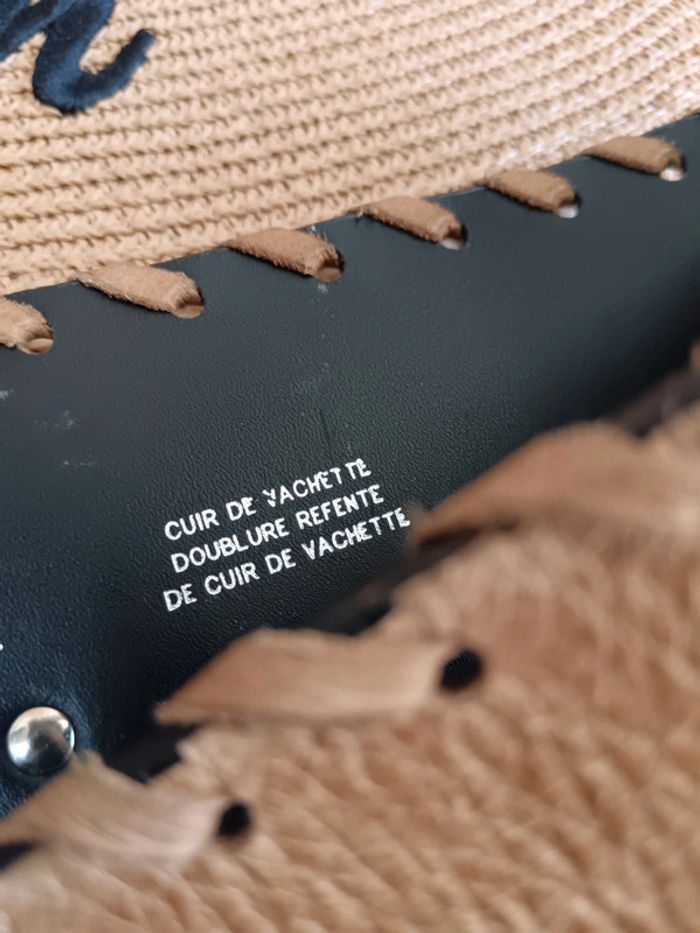 CUIR DE VACHETTE
DOUBLURE REFENTE
DE CUIR DE VACHETTE